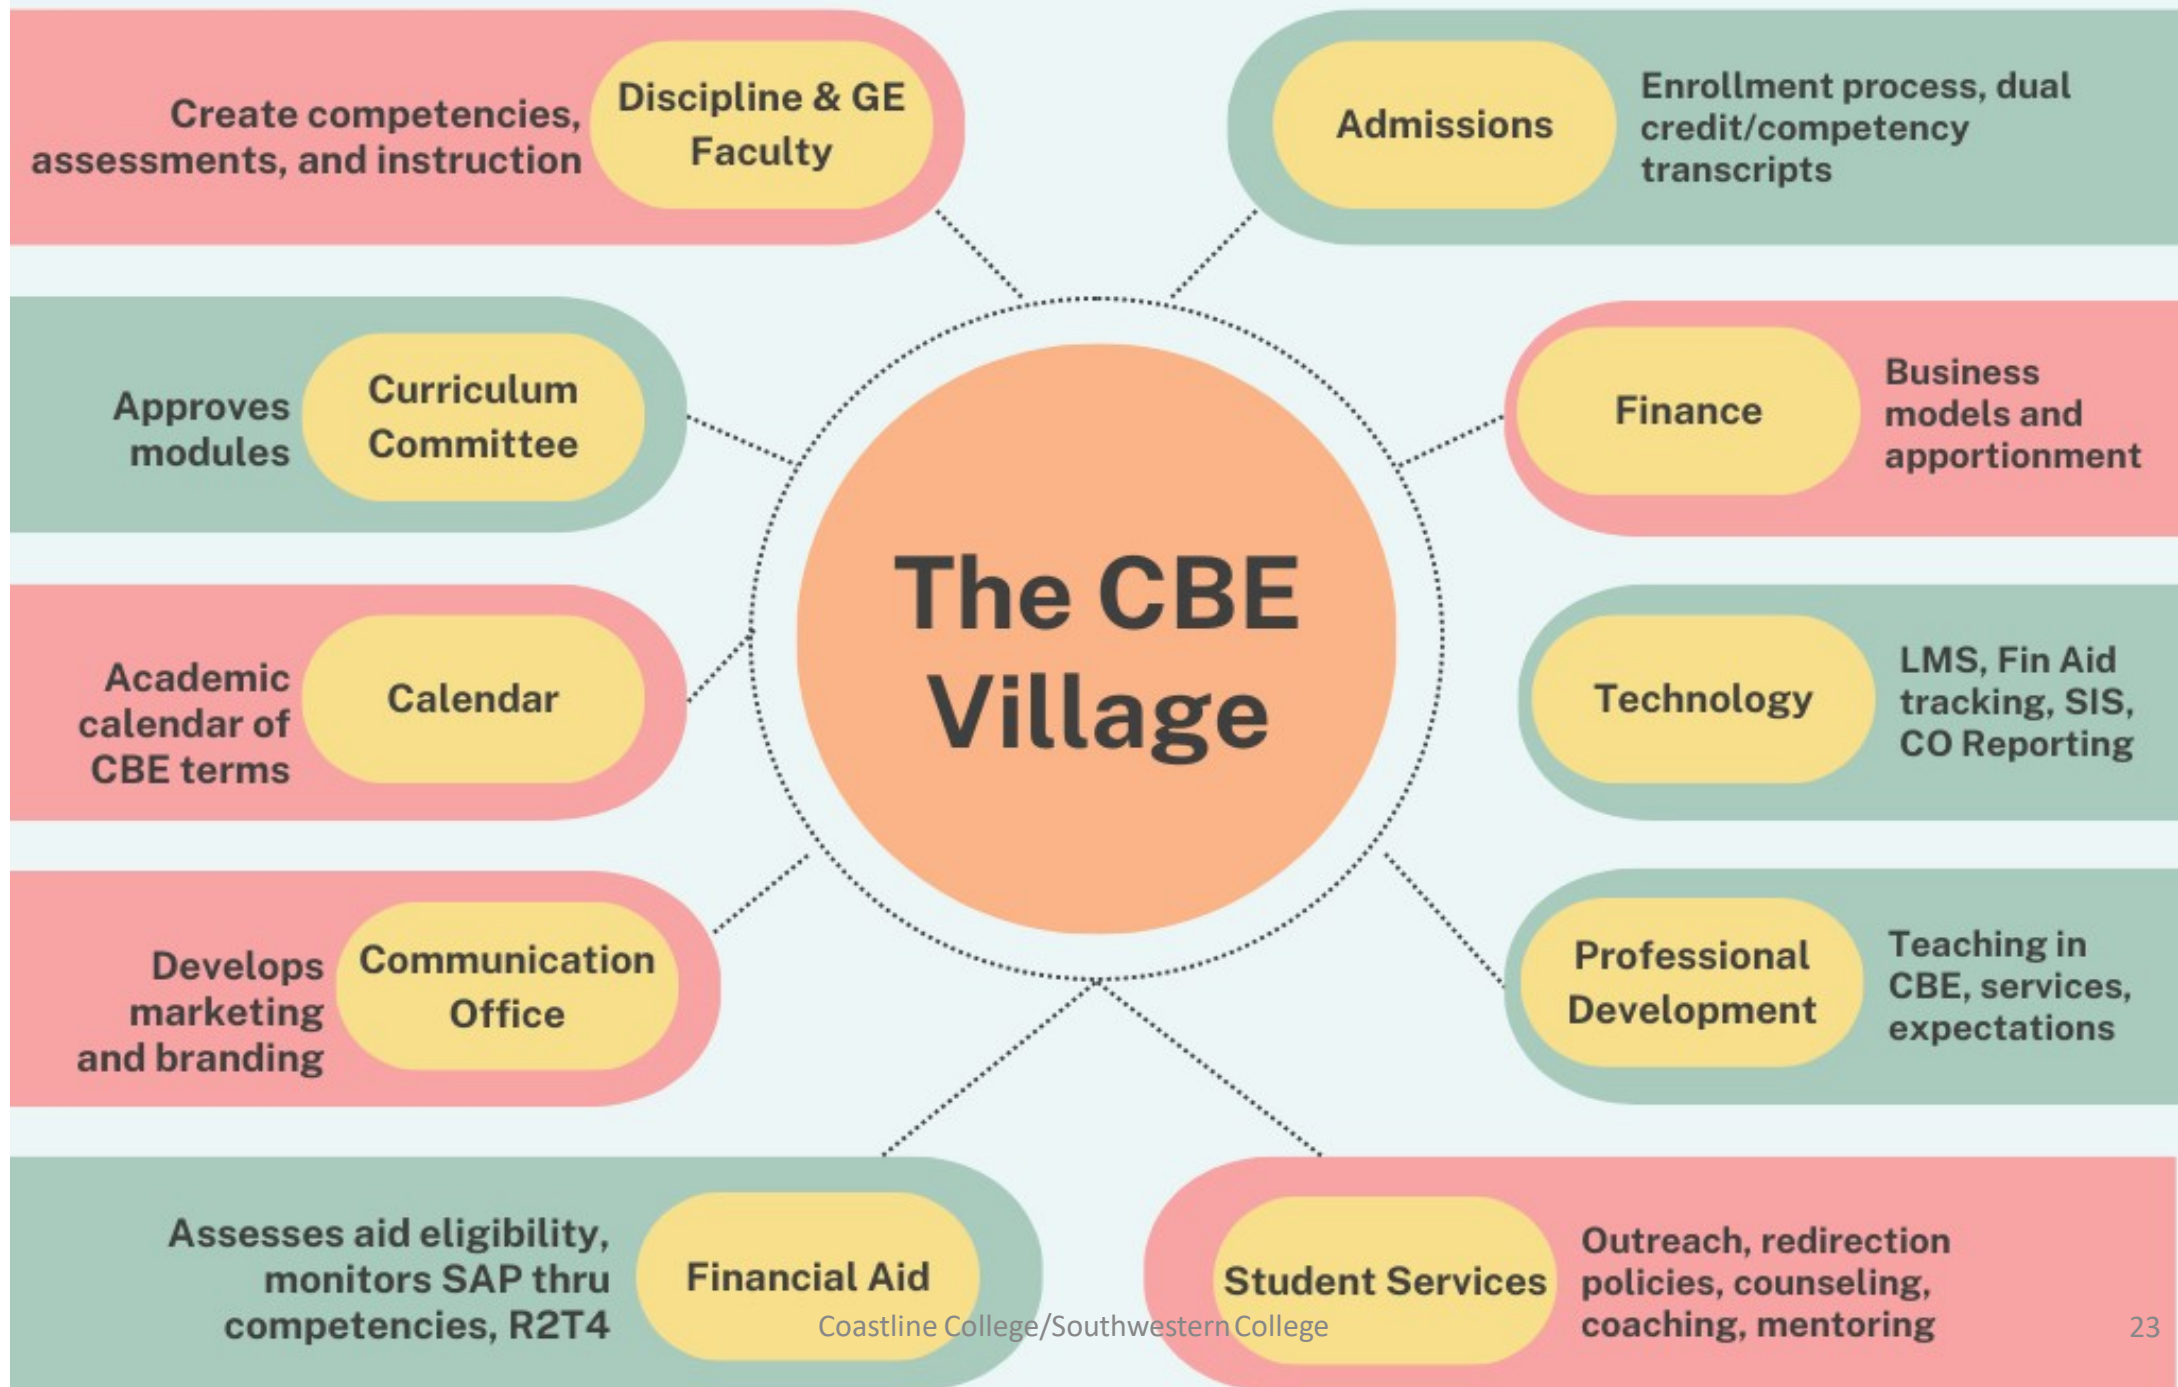 Create competencies,
assessments, and instruction
Discipline & GE
Faculty
Admissions
Enrollment process, dual
credit/competency
transcripts
Approves
modules
Curriculum
Committee
Finance
Business
models and
apportionment
The CBE
Village
Academic
calendar of
CBE terms
Calendar
Technology
LMS, Fin Aid
tracking, SIS,
CO Reporting
Develops
marketing
and branding
Communication
Office
Professional
Development
Teaching in
CBE, services,
expectations
Assesses aid eligibility,
monitors SAP thru
competencies, R2T4
Financial Aid
Student Services
Outreach, redirection
policies, counseling,
coaching, mentoring
Coastline College/Southwestern College
23